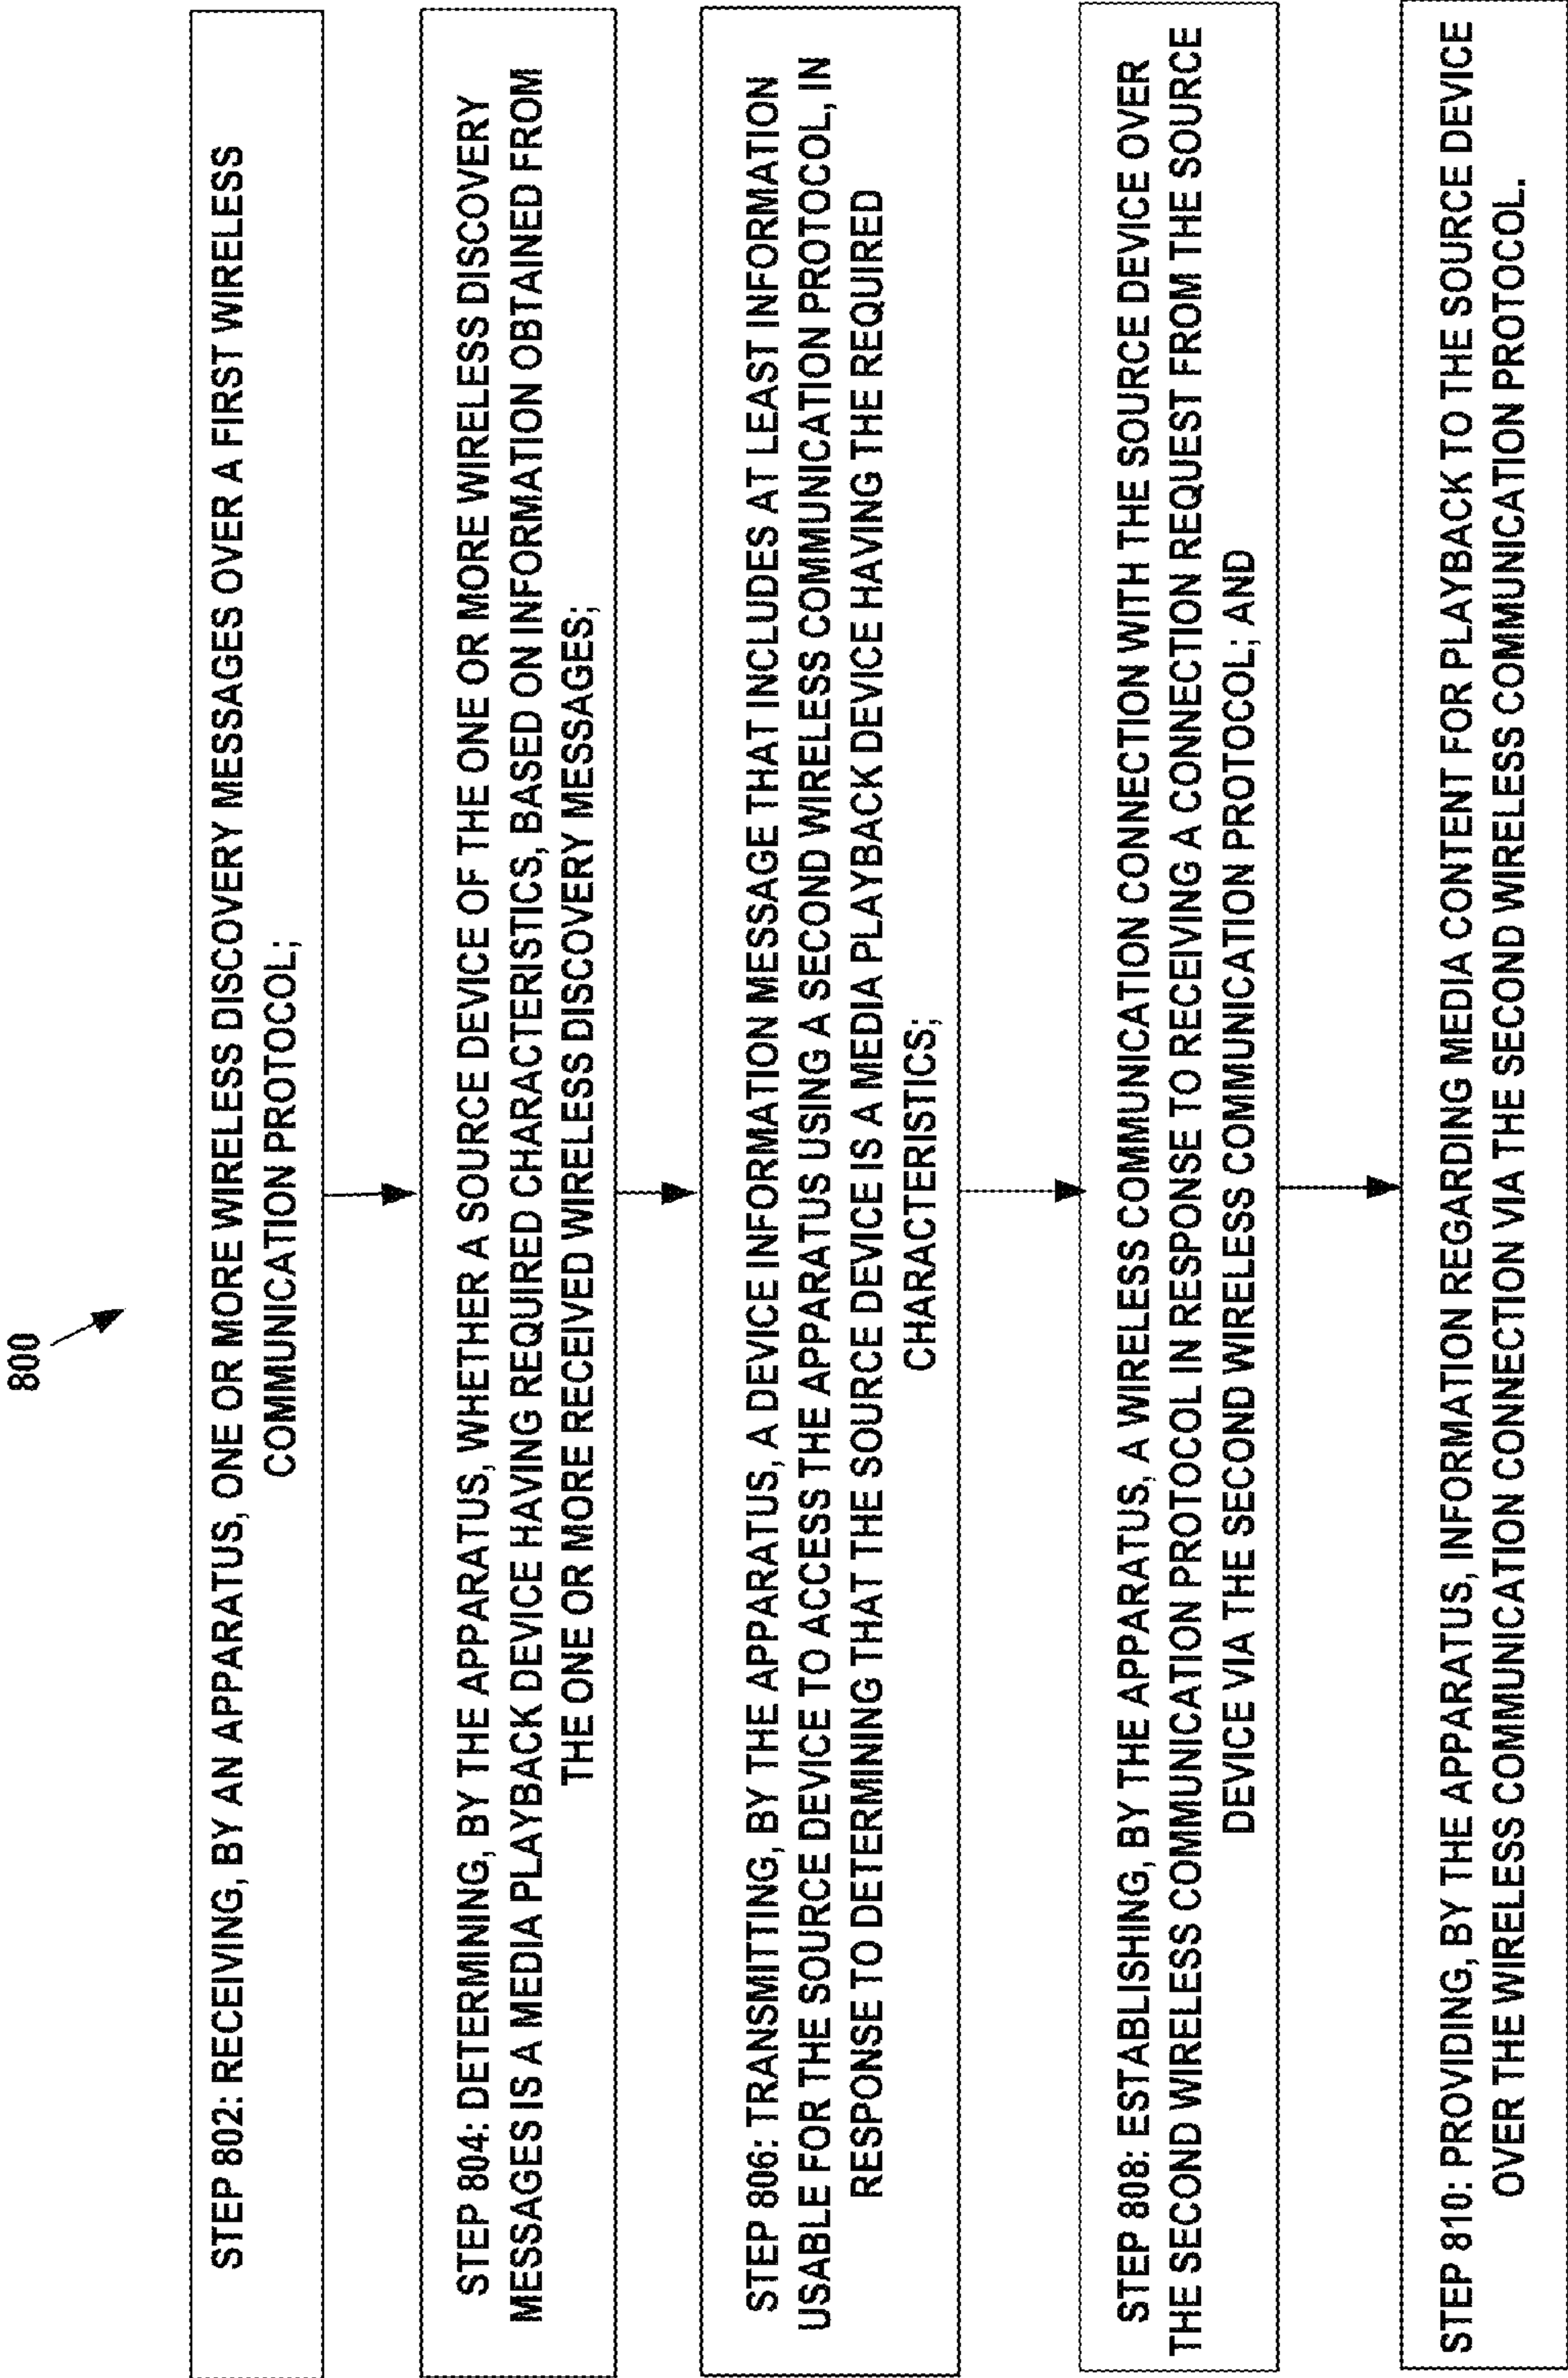 800
STEP 802: RECEIVING, BY AN APPARATUS, ONE OR MORE WIRELESS DISCOVERY MESSAGES OVER A FIRST WIRELESS
COMMUNICATION PROTOCOL;
STEP 804: DETERMINING, BY THE APPARATUS, WHETHER A SOURCE DEVICE OF THE ONE OR MORE WIRELESS DISCOVERY
MESSAGES IS A MEDIA PLAYBACK DEVICE HAVING REQUIRED CHARACTERISTICS, BASED ON INFORMATION OBTAINED FROM
THE ONE OR MORE RECEIVED WIRELESS DISCOVERY MESSAGES;
STEP 806: TRANSMITTING, BY THE APPARATUS, A DEVICE INFORMATION MESSAGE THAT INCLUDES AT LEAST INFORMATION
USABLE FOR THE SOURCE DEVICE TO ACCESS THE APPARATUS USING A SECOND WIRELESS COMMUNICATION PROTOCOL, IN
RESPONSE TO DETERMINING THAT THE SOURCE DEVICE IS A MEDIA PLAYBACK DEVICE HAVING THE REQUIRED
CHARACTERISTICS;
STEP 808: ESTABLISHING, BY THE APPARATUS, A WIRELESS COMMUNICATION CONNECTION WITH THE SOURCE DEVICE OVER
THE SECOND WIRELESS COMMUNICATION PROTOCOL IN RESPONSE TO RECEIVING A CONNECTION REQUEST FROM THE SOURCE
DEVICE VIA THE SECOND WIRELESS COMMUNICATION PROTOCOL; AND
STEP 810: PROVIDING, BY THE APPARATUS, INFORMATION REGARDING MEDIA CONTENT FOR PLAYBACK TO THE SOURCE DEVICE
OVER THE WIRELESS COMMUNICATION CONNECTION VIA THE SECOND WIRELESS COMMUNICATION PROTOCOL.